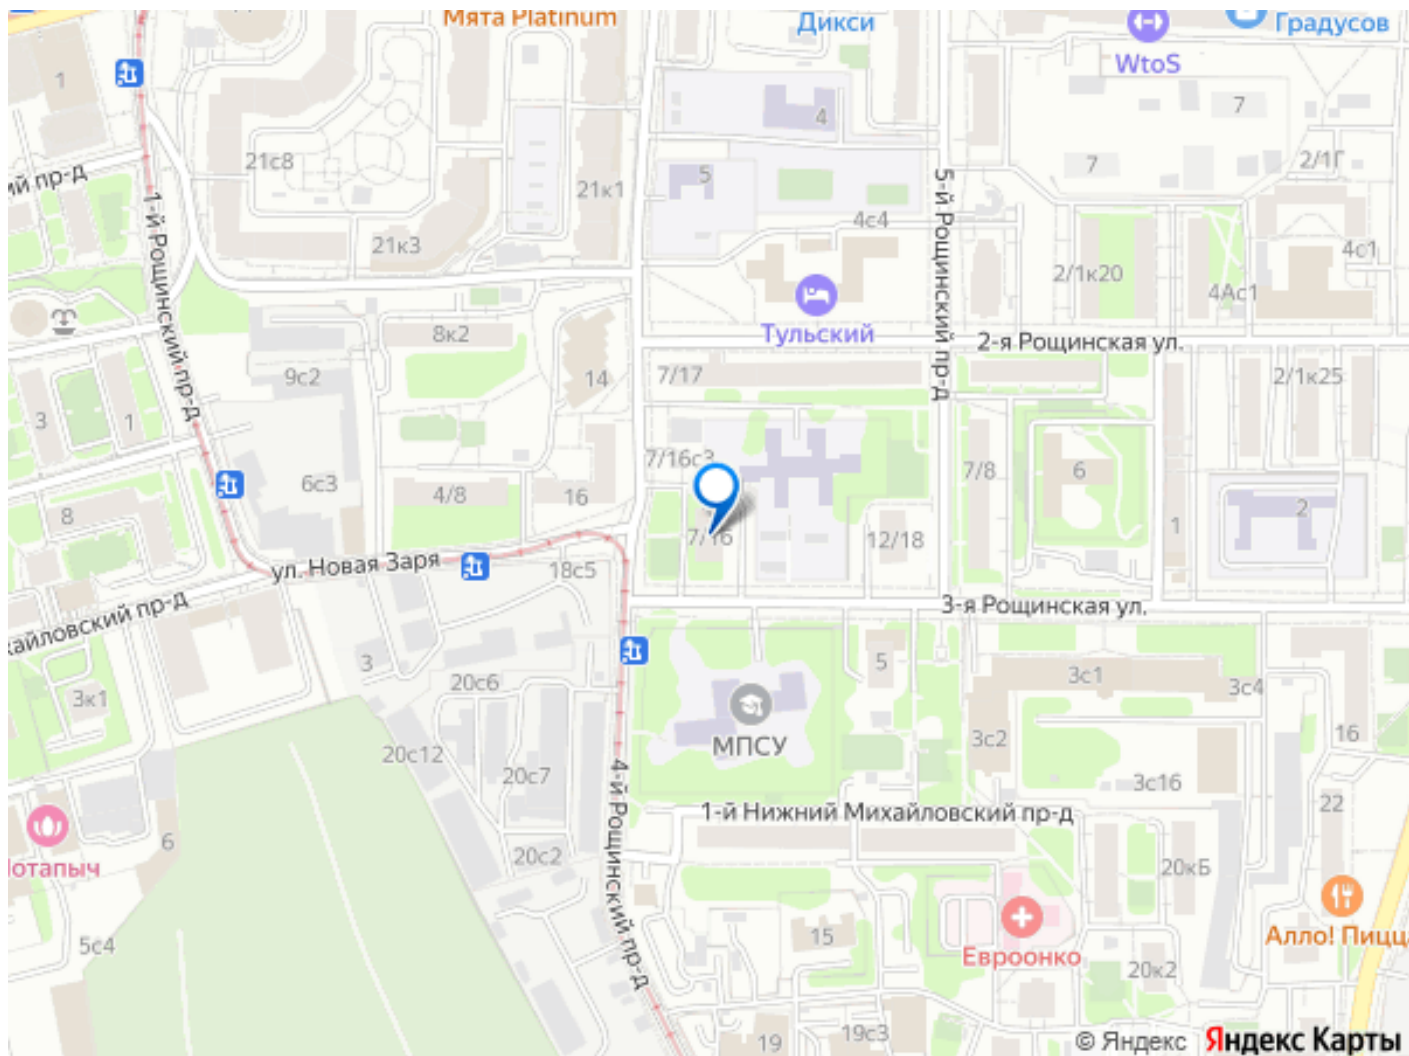 Мята Platinum
Дикси
Градусов
WtoS
1
4
7
7
2/1Г
ий пр-д
21с8
21к1
5
5-й Рощинский пр-д
1-й Рощинский пр-д
21к3
4с4
4с1
2/1к20
4Ас1
Тульский
8к2
2-я Рощинская ул.
9с2
14
7/17
2/1к25
3
1
7/16с3
6с3
4/8
16
7/8
6
8
7/16
12/18
1
2
ул. Новая Заря
18с5
хайловский пр-д
3-я Рощинская ул.
3
5
3с1
3с4
3к1
20с6
МПСУ
3с2
16
20с12
20с7
4-й Рощинский пр-д
3с16
1-й Нижний Михайловский пр-д
22
6
20с2
20кБ
Потапыч
5с4
15
Евроонко
20к2
Алло! Пицца
19
19с3
© Яндекс Яндекс Карты